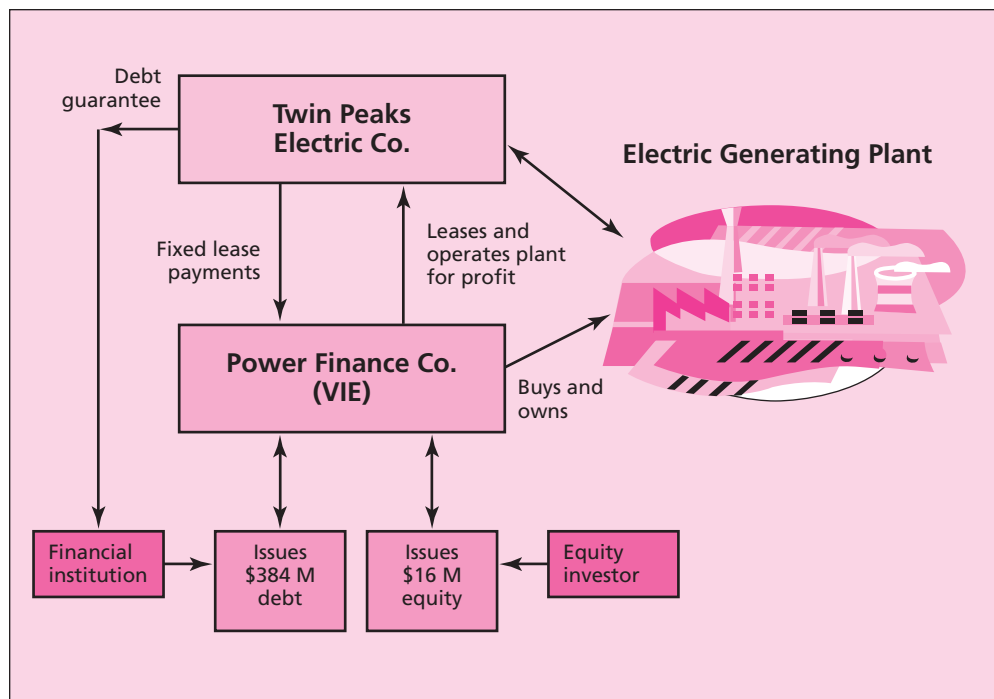 Debt
guarantee
Twin Peaks
Electric Co.
Electric Generating Plant
Fixed lease
payments
Leases and
operates plant
for profit
Power Finance Co.
(VIE)
Buys and
owns
Financial
institution
Issues
$384 M
debt
Issues
$16 M
equity
Equity
investor